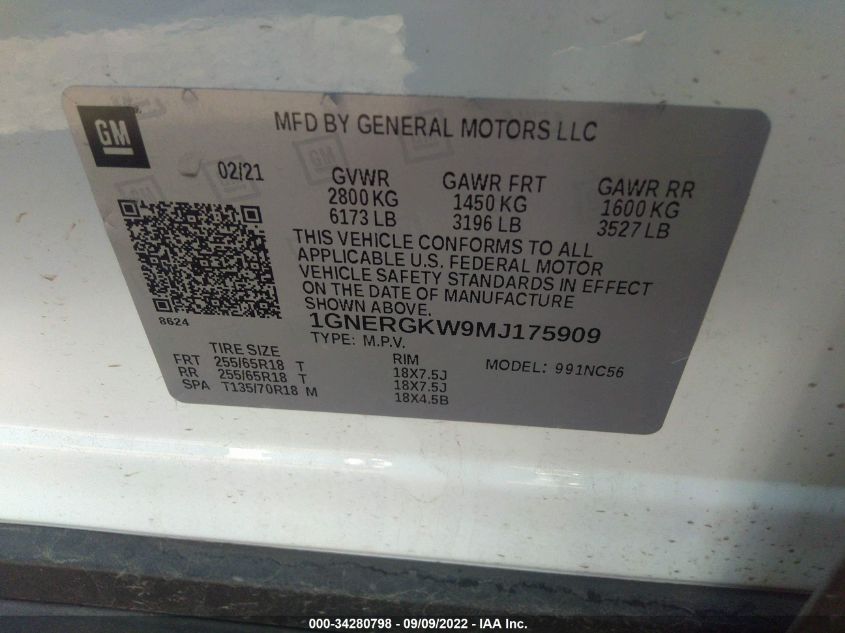 GM
MFD BY GENERAL MOTORS LLC
02/21
GVWR GAWR FRT GAWR RR
2800 KG 1450 KG 1600 KG
6173 LB 3196 LB 3527 LB
THIS VEHICLE CONFORMS TO ALL
APPLICABLE U.S. FEDERAL MOTOR
VEHICLE SAFETY STANDARDS IN EFFECT
ON THE DATE OF MANUFACTURE
SHOWN ABOVE.
8624
1GNERGKW9MJ175909
TYPE: M.P.V.
TIRE SIZE RIM MODEL: 991NC56
FRT 255/65R18 T 18X7.5J
RR 255/65R18 T 18X7.5J
SPA T135/70R18 M 18X4.5B
000-34280798 - 09/09/2022 - IAA Inc.